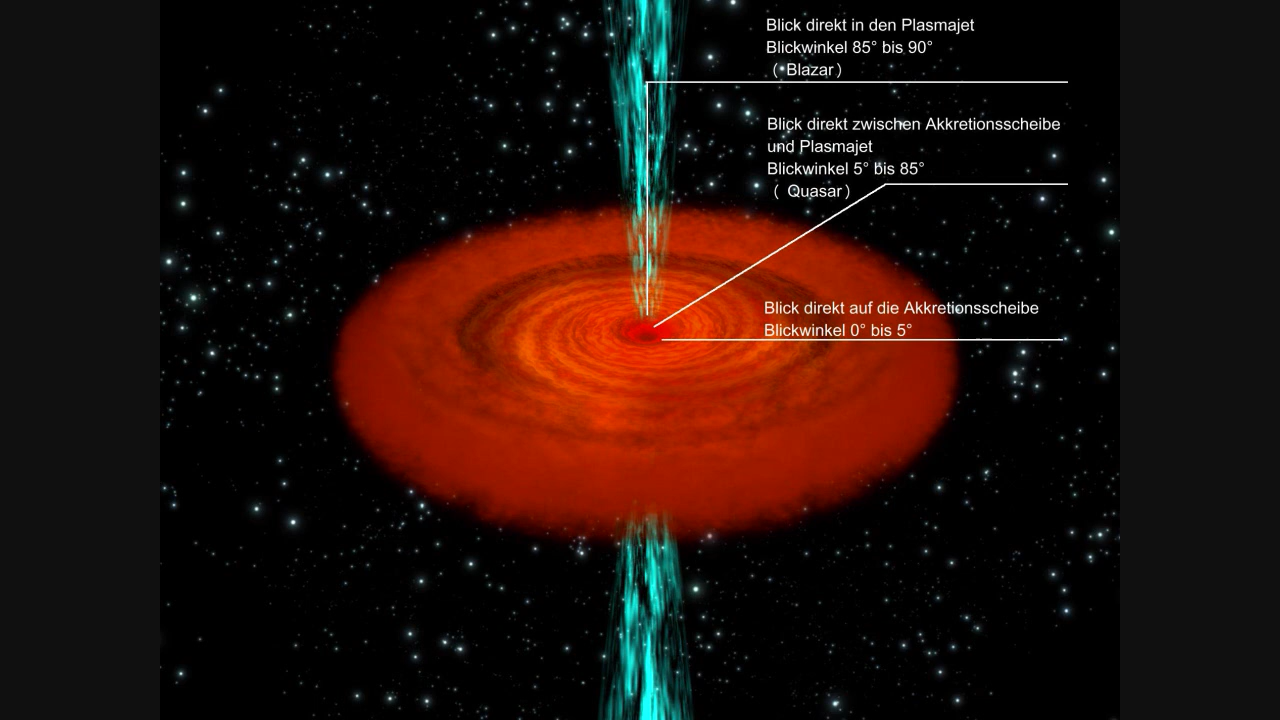 Blick direkt in den Plasmajet
Blickwinkel 85° bis 90°
( Blazar )
Blick direkt zwischen Akkretionsscheibe
und Plasmajet
Blickwinkel 5° bis 85°
( Quasar )
Blick direkt auf die Akkretionsscheibe
Blickwinkel 0° bis 5°